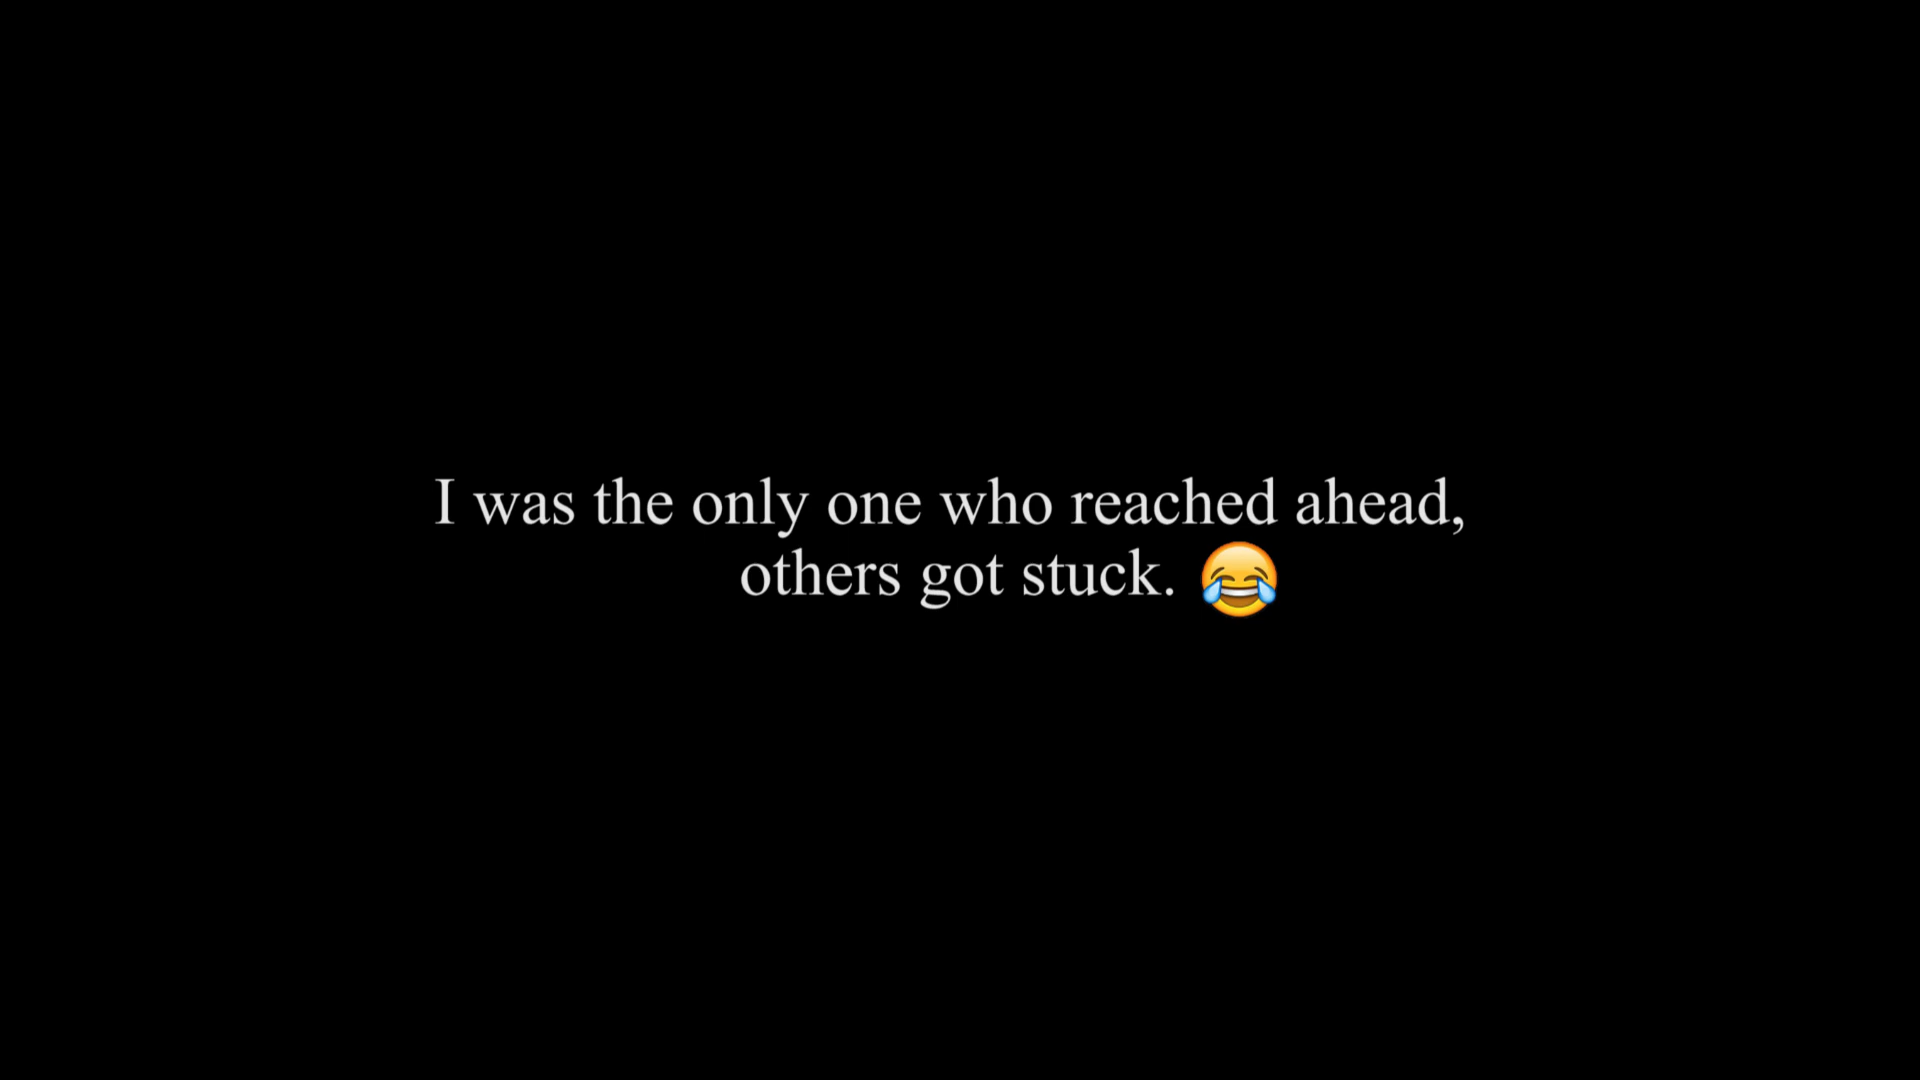 I was the only one who reached ahead,
others got stuck. 😂